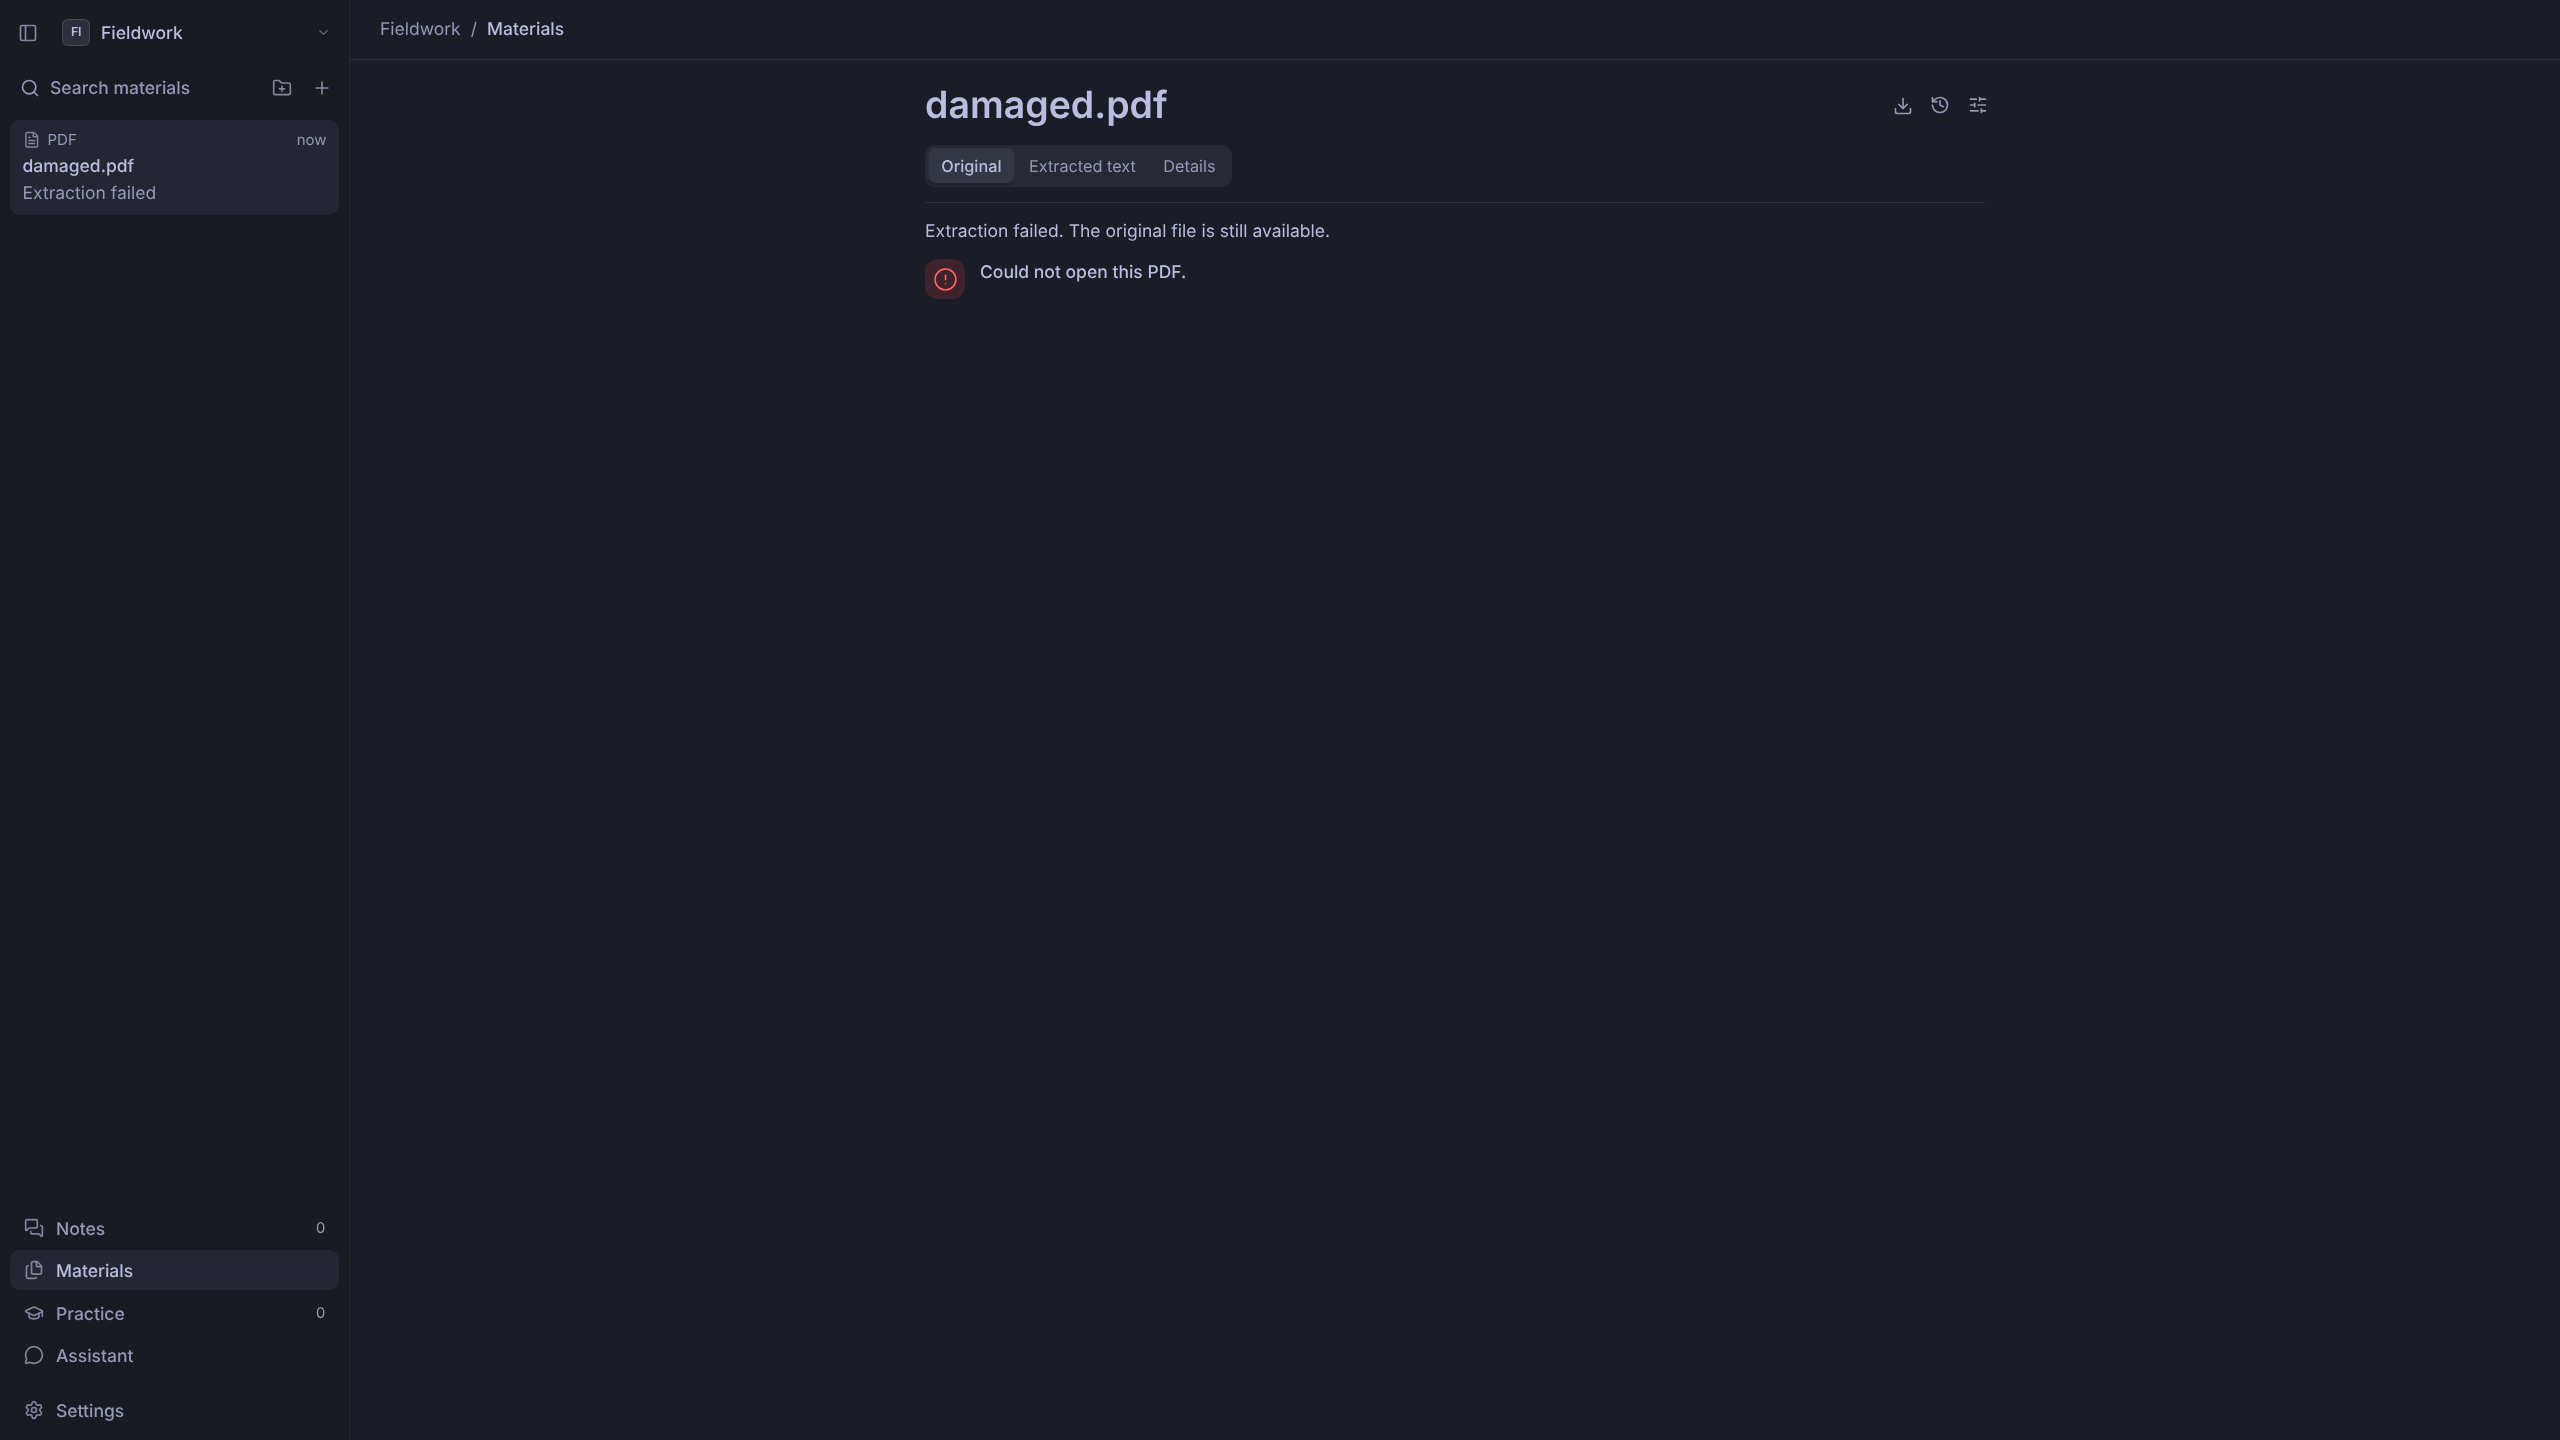 FI Fieldwork
Search materials
PDF now
damaged.pdf
Extraction failed
Notes 0
Materials
Practice 0
Assistant
Settings
Fieldwork / Materials
damaged.pdf
Original Extracted text Details
Extraction failed. The original file is still available.
Could not open this PDF.